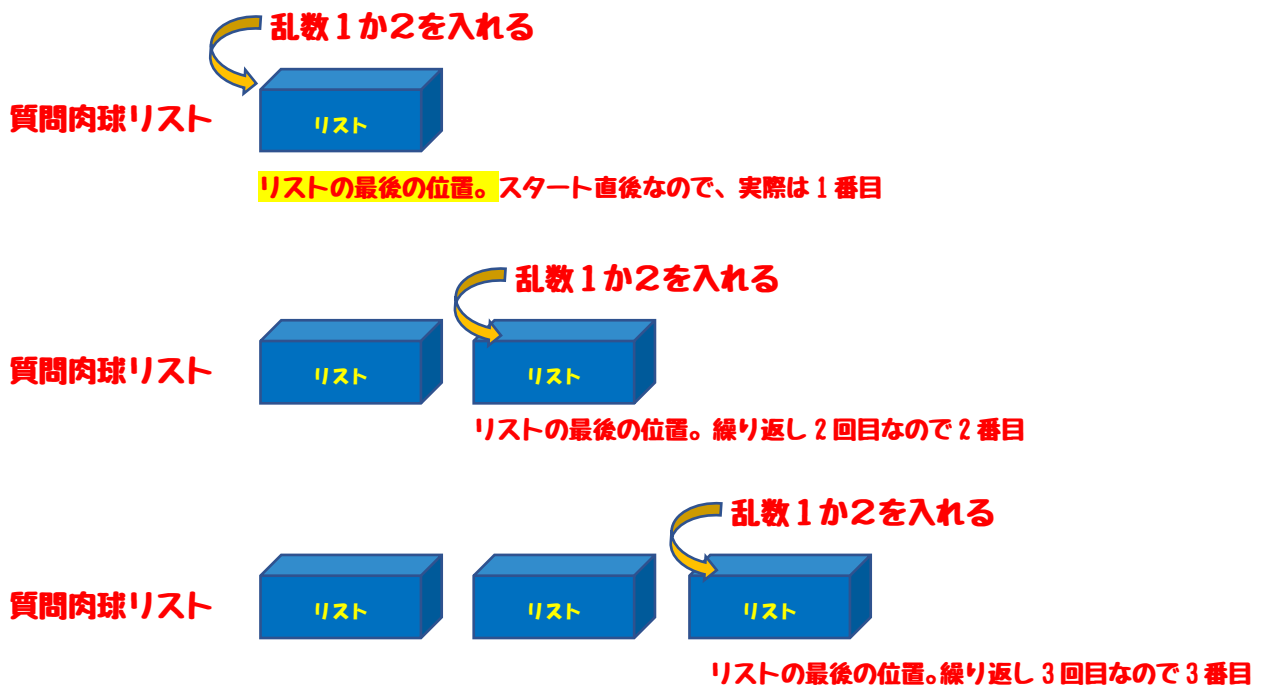 乱数１か２を入れる
質問肉球リスト
リスト
リストの最後の位置。スタート直後なので、実際は１番目
乱数１か２を入れる
質問肉球リスト
リスト
リスト
リストの最後の位置。繰り返し２回目なので２番目
乱数１か２を入れる
質問肉球リスト
リスト
リスト
リスト
リストの最後の位置。繰り返し３回目なので３番目